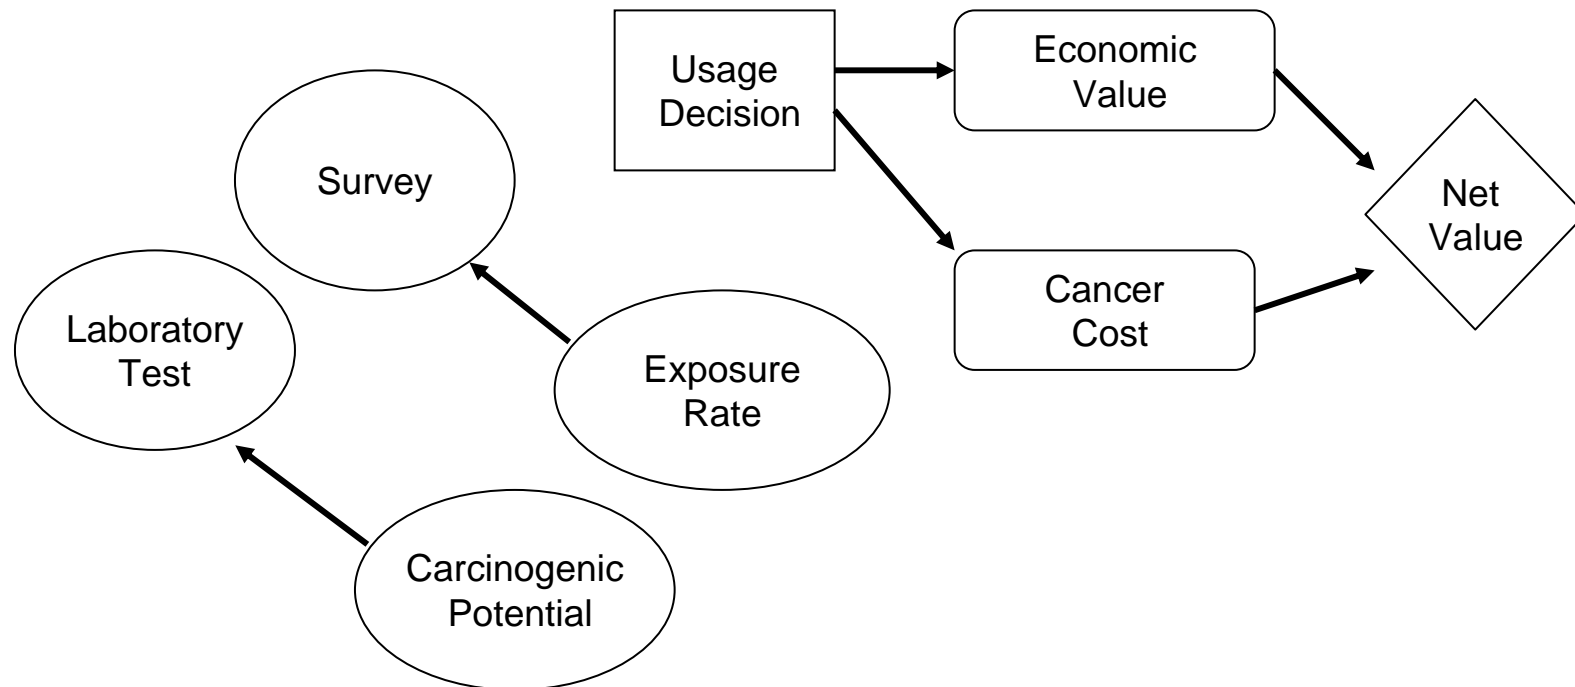 Usage
Decision
Economic
Value
Survey
Net
Value
Laboratory
Test
Cancer
Cost
Exposure
Rate
Carcinogenic
Potential